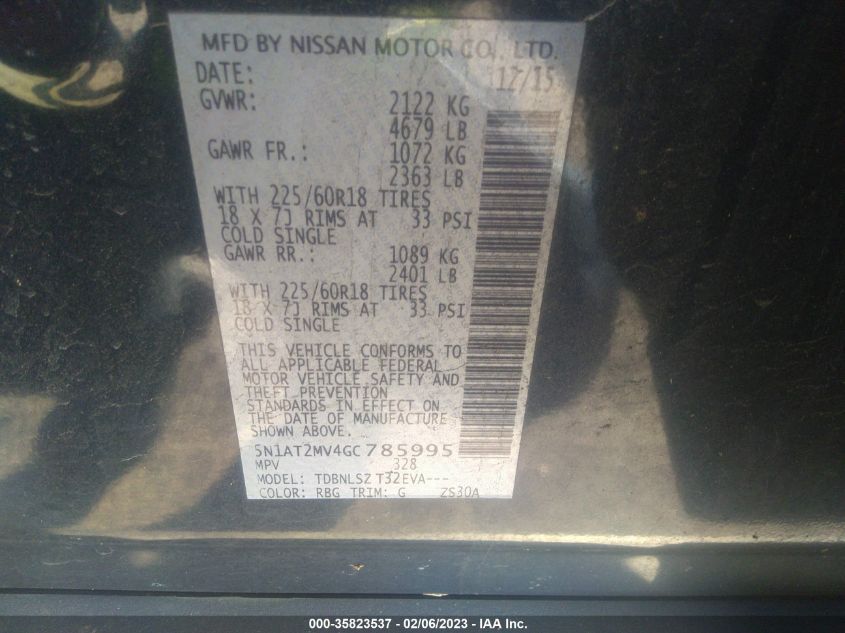 MFD BY NISSAN MOTOR CO., LTD.
DATE: 12/15
GVWR: 2122 KG
4679 LB
GAWR FR.: 1072 KG
2363 LB
WITH 225/60R18 TIRES
18 X 7J RIMS AT 33 PSI
COLD SINGLE
GAWR RR.: 1089 KG
2401 LB
WITH 225/60R18 TIRES
18 X 7J RIMS AT 33 PSI
COLD SINGLE
THIS VEHICLE CONFORMS TO
ALL APPLICABLE FEDERAL
MOTOR VEHICLE SAFETY AND
THEFT PREVENTION
STANDARDS IN EFFECT ON
THE DATE OF MANUFACTURE
SHOWN ABOVE.
5N1AT2MV4GC785995
MPV 328
MODEL: TDBNLSZ T32EVA---
COLOR: RBG TRIM: G ZS30A
000-35823537 - 02/06/2023 - IAA Inc.